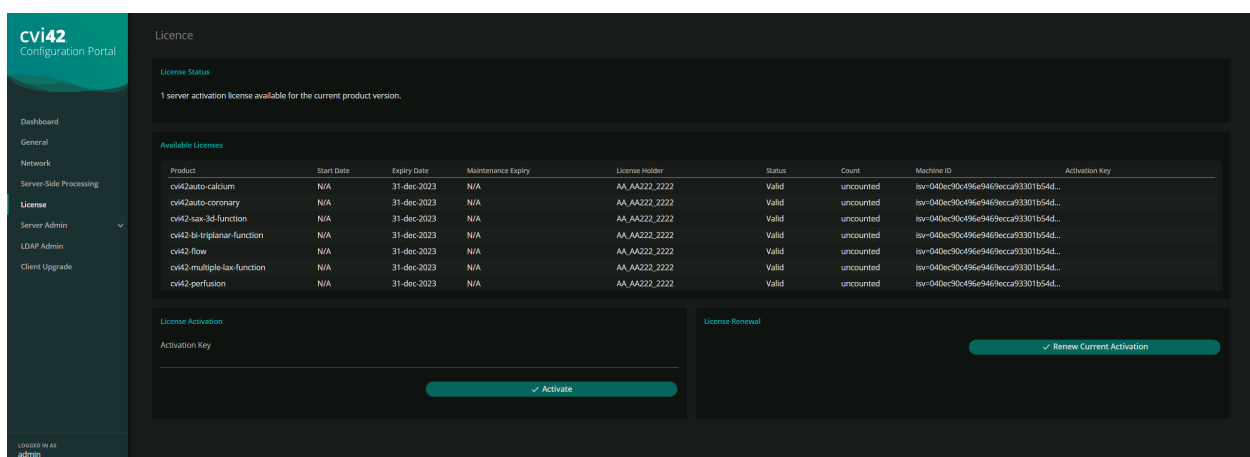 cvi42
Configuration Portal
Dashboard
General
Network
Server-Side Processing
License
Server Admin
LDAP Admin
Client Upgrade
LOGGED IN AS
admin
Licence
License Status
1 server activation license available for the current product version.
Available Licenses
Product Start Date Expiry Date Maintenance Expiry License Holder Status Count Machine ID Activation Key
cvi42auto-calcium N/A 31-dec-2023 N/A AA_AA222_2222 Valid uncounted isv=040ec90c496e9469ecca93301b54d...
cvi42auto-coronary N/A 31-dec-2023 N/A AA_AA222_2222 Valid uncounted isv=040ec90c496e9469ecca93301b54d...
cvi42-sax-3d-function N/A 31-dec-2023 N/A AA_AA222_2222 Valid uncounted isv=040ec90c496e9469ecca93301b54d...
cvi42-bi-triplanar-function N/A 31-dec-2023 N/A AA_AA222_2222 Valid uncounted isv=040ec90c496e9469ecca93301b54d...
cvi42-flow N/A 31-dec-2023 N/A AA_AA222_2222 Valid uncounted isv=040ec90c496e9469ecca93301b54d...
cvi42-multiple-lax-function N/A 31-dec-2023 N/A AA_AA222_2222 Valid uncounted isv=040ec90c496e9469ecca93301b54d...
cvi42-perfusion N/A 31-dec-2023 N/A AA_AA222_2222 Valid uncounted isv=040ec90c496e9469ecca93301b54d...
License Activation
Activation Key
Activate
License Renewal
Renew Current Activation